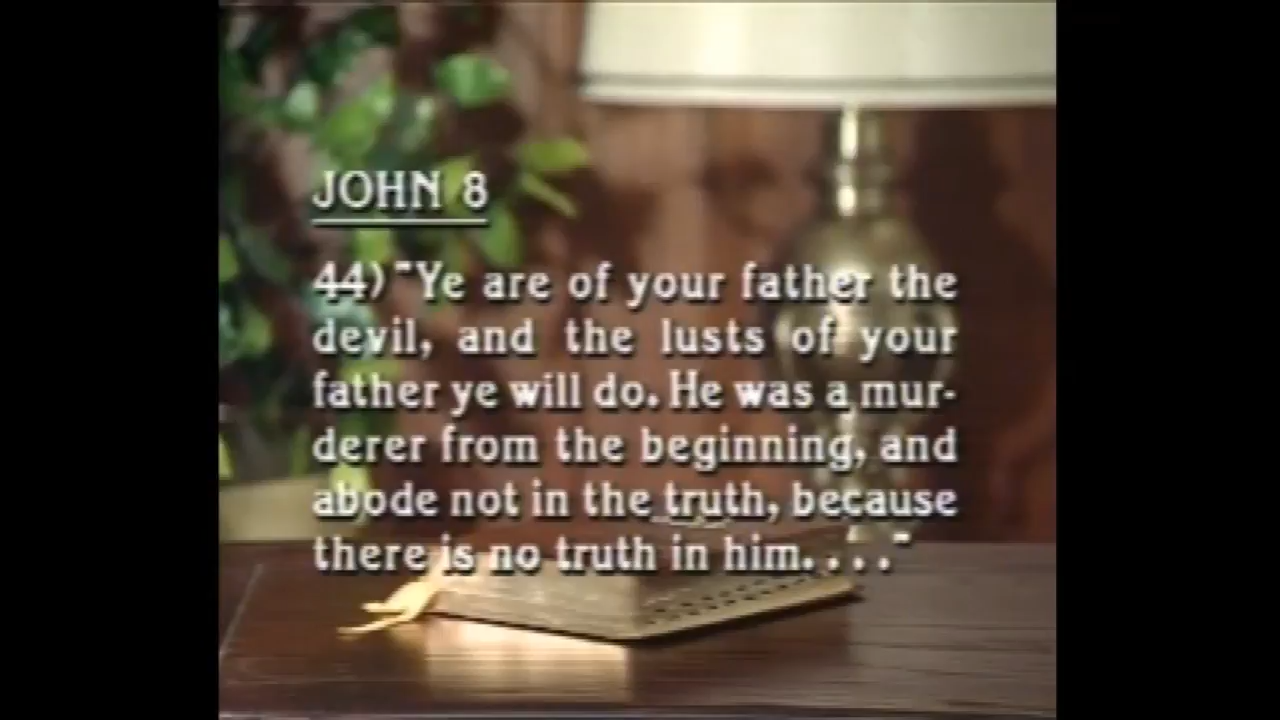 JOHN 8
44) "Ye are of your father the
devil, and the lusts of your
father ye will do. He was a mur-
derer from the beginning, and
abode not in the truth, because
there is no truth in him. . . ."